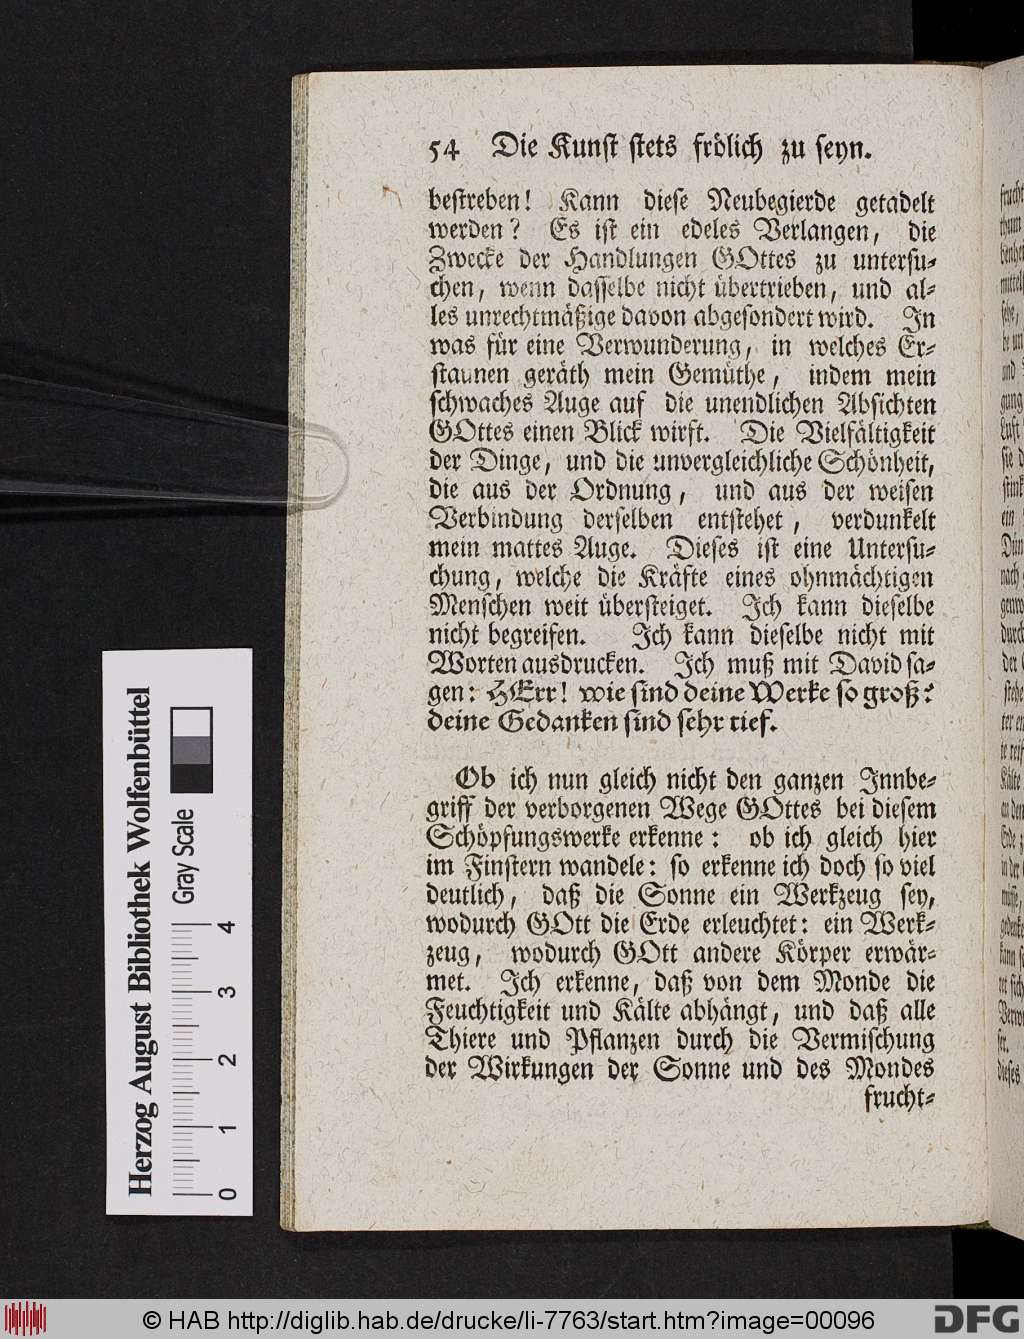 54 Die Kunst stets frölich zu seyn.
bestreben! Kann diese Neubegierde getadelt
werden? Es ist ein edeles Verlangen, die
Zwecke der Handlungen GOttes zu untersu-
chen, wenn dasselbe nicht übertrieben, und al-
les unrechtmäßige davon abgesondert wird. In
was für eine Verwunderung, in welches Er-
staunen geräth mein Gemüthe, indem mein
schwaches Auge auf die unendlichen Absichten
GOttes einen Blick wirft. Die Vielfältigkeit
der Dinge, und die unvergleichliche Schönheit,
die aus der Ordnung, und aus der weisen
Verbindung derselben entstehet, verdunkelt
mein mattes Auge. Dieses ist eine Untersu-
chung, welche die Kräfte eines ohnmächtigen
Menschen weit übersteiget. Ich kann dieselbe
nicht begreifen. Ich kann dieselbe nicht mit
Worten ausdrucken. Ich muß mit David sa-
gen: HErr! wie sind deine Werke so groß?
deine Gedanken sind sehr tief.
Ob ich nun gleich nicht den ganzen Innbe-
griff der verborgenen Wege GOttes bei diesem
Schöpfungswerke erkenne: ob ich gleich hier
im Finstern wandele: so erkenne ich doch so viel
deutlich, daß die Sonne ein Werkzeug sey,
wodurch GOtt die Erde erleuchtet: ein Werk-
zeug, wodurch GOtt andere Körper erwär-
met. Ich erkenne, daß von dem Monde die
Feuchtigkeit und Kälte abhängt, und daß alle
Thiere und Pflanzen durch die Vermischung
der Wirkungen der Sonne und des Mondes
frucht-
Herzog August Bibliothek Wolfenbüttel
Gray Scale
0 1 2 3 4
© HAB http://diglib.hab.de/drucke/li-7763/start.htm?image=00096
DFG